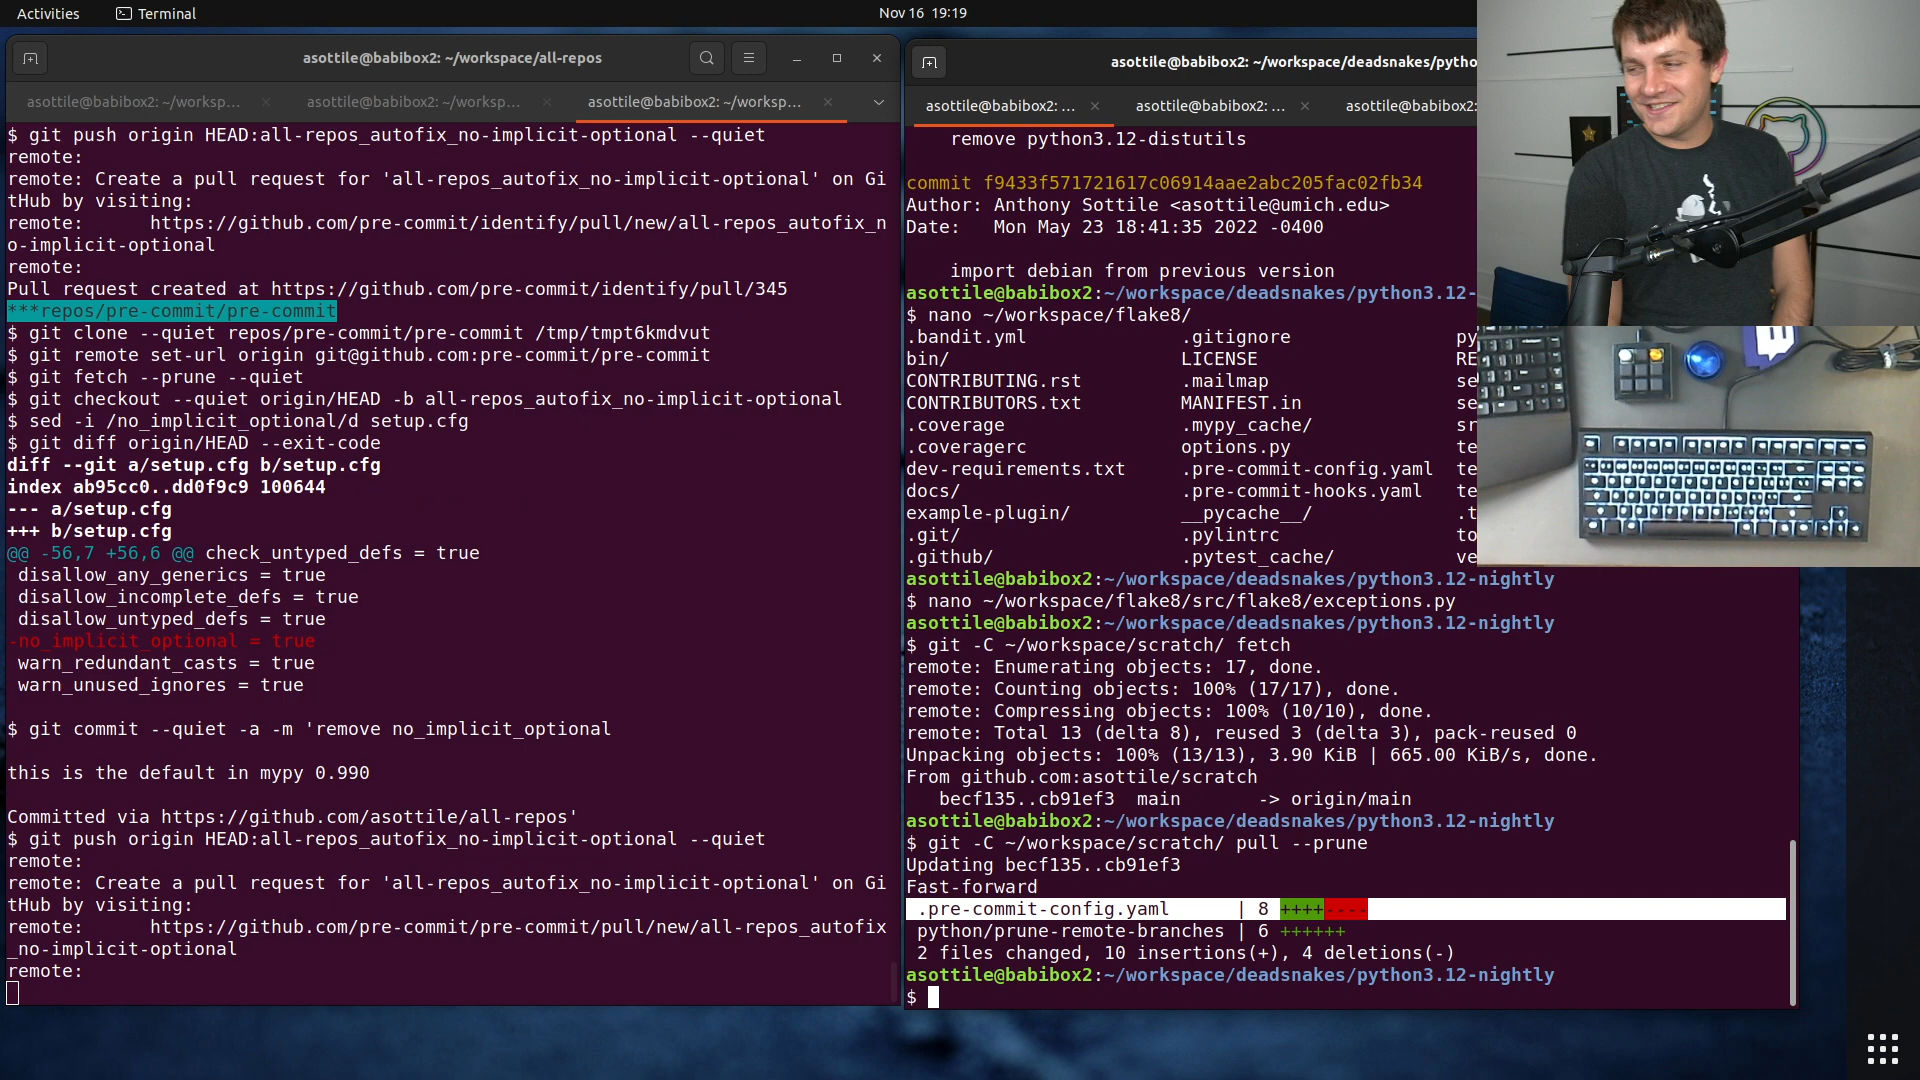 Activities
Terminal
Nov 16 19:19
asottile@babibox2: ~/workspace/all-repos
asottile@babibox2: ~/worksp...
asottile@babibox2: ~/worksp...
asottile@babibox2: ~/worksp...
$ git push origin HEAD:all-repos_autofix_no-implicit-optional --quiet
remote:
remote: Create a pull request for 'all-repos_autofix_no-implicit-optional' on Gi
tHub by visiting:
remote:      https://github.com/pre-commit/identify/pull/new/all-repos_autofix_n
o-implicit-optional
remote:
Pull request created at https://github.com/pre-commit/identify/pull/345
***repos/pre-commit/pre-commit
$ git clone --quiet repos/pre-commit/pre-commit /tmp/tmpt6kmdvut
$ git remote set-url origin git@github.com:pre-commit/pre-commit
$ git fetch --prune --quiet
$ git checkout --quiet origin/HEAD -b all-repos_autofix_no-implicit-optional
$ sed -i /no_implicit_optional/d setup.cfg
$ git diff origin/HEAD --exit-code
diff --git a/setup.cfg b/setup.cfg
index ab95cc0..dd0f9c9 100644
--- a/setup.cfg
+++ b/setup.cfg
@@ -56,7 +56,6 @@ check_untyped_defs = true
 disallow_any_generics = true
 disallow_incomplete_defs = true
 disallow_untyped_defs = true
-no_implicit_optional = true
 warn_redundant_casts = true
 warn_unused_ignores = true
$ git commit --quiet -a -m 'remove no_implicit_optional
this is the default in mypy 0.990
Committed via https://github.com/asottile/all-repos'
$ git push origin HEAD:all-repos_autofix_no-implicit-optional --quiet
remote:
remote: Create a pull request for 'all-repos_autofix_no-implicit-optional' on Gi
tHub by visiting:
remote:      https://github.com/pre-commit/pre-commit/pull/new/all-repos_autofix
_no-implicit-optional
remote:
asottile@babibox2: ~/workspace/deadsnakes/pytho
asottile@babibox2: ...
asottile@babibox2: ...
asottile@babibox2:
    remove python3.12-distutils
commit f9433f571721617c06914aae2abc205fac02fb34
Author: Anthony Sottile <asottile@umich.edu>
Date:   Mon May 23 18:41:35 2022 -0400
    import debian from previous version
asottile@babibox2:~/workspace/deadsnakes/python3.12-
$ nano ~/workspace/flake8/
.bandit.yml              .gitignore               py
bin/                     LICENSE                  RE
CONTRIBUTING.rst         .mailmap                 se
CONTRIBUTORS.txt         MANIFEST.in              se
.coverage                .mypy_cache/             sr
.coveragerc              options.py               te
dev-requirements.txt     .pre-commit-config.yaml  te
docs/                    .pre-commit-hooks.yaml   te
example-plugin/          __pycache__/             .t
.git/                    .pylintrc                to
.github/                 .pytest_cache/           ve
asottile@babibox2:~/workspace/deadsnakes/python3.12-nightly
$ nano ~/workspace/flake8/src/flake8/exceptions.py
asottile@babibox2:~/workspace/deadsnakes/python3.12-nightly
$ git -C ~/workspace/scratch/ fetch
remote: Enumerating objects: 17, done.
remote: Counting objects: 100% (17/17), done.
remote: Compressing objects: 100% (10/10), done.
remote: Total 13 (delta 8), reused 3 (delta 3), pack-reused 0
Unpacking objects: 100% (13/13), 3.90 KiB | 665.00 KiB/s, done.
From github.com:asottile/scratch
   becf135..cb91ef3  main       -> origin/main
asottile@babibox2:~/workspace/deadsnakes/python3.12-nightly
$ git -C ~/workspace/scratch/ pull --prune
Updating becf135..cb91ef3
Fast-forward
 .pre-commit-config.yaml      | 8 ++++----
 python/prune-remote-branches | 6 ++++++
 2 files changed, 10 insertions(+), 4 deletions(-)
asottile@babibox2:~/workspace/deadsnakes/python3.12-nightly
$